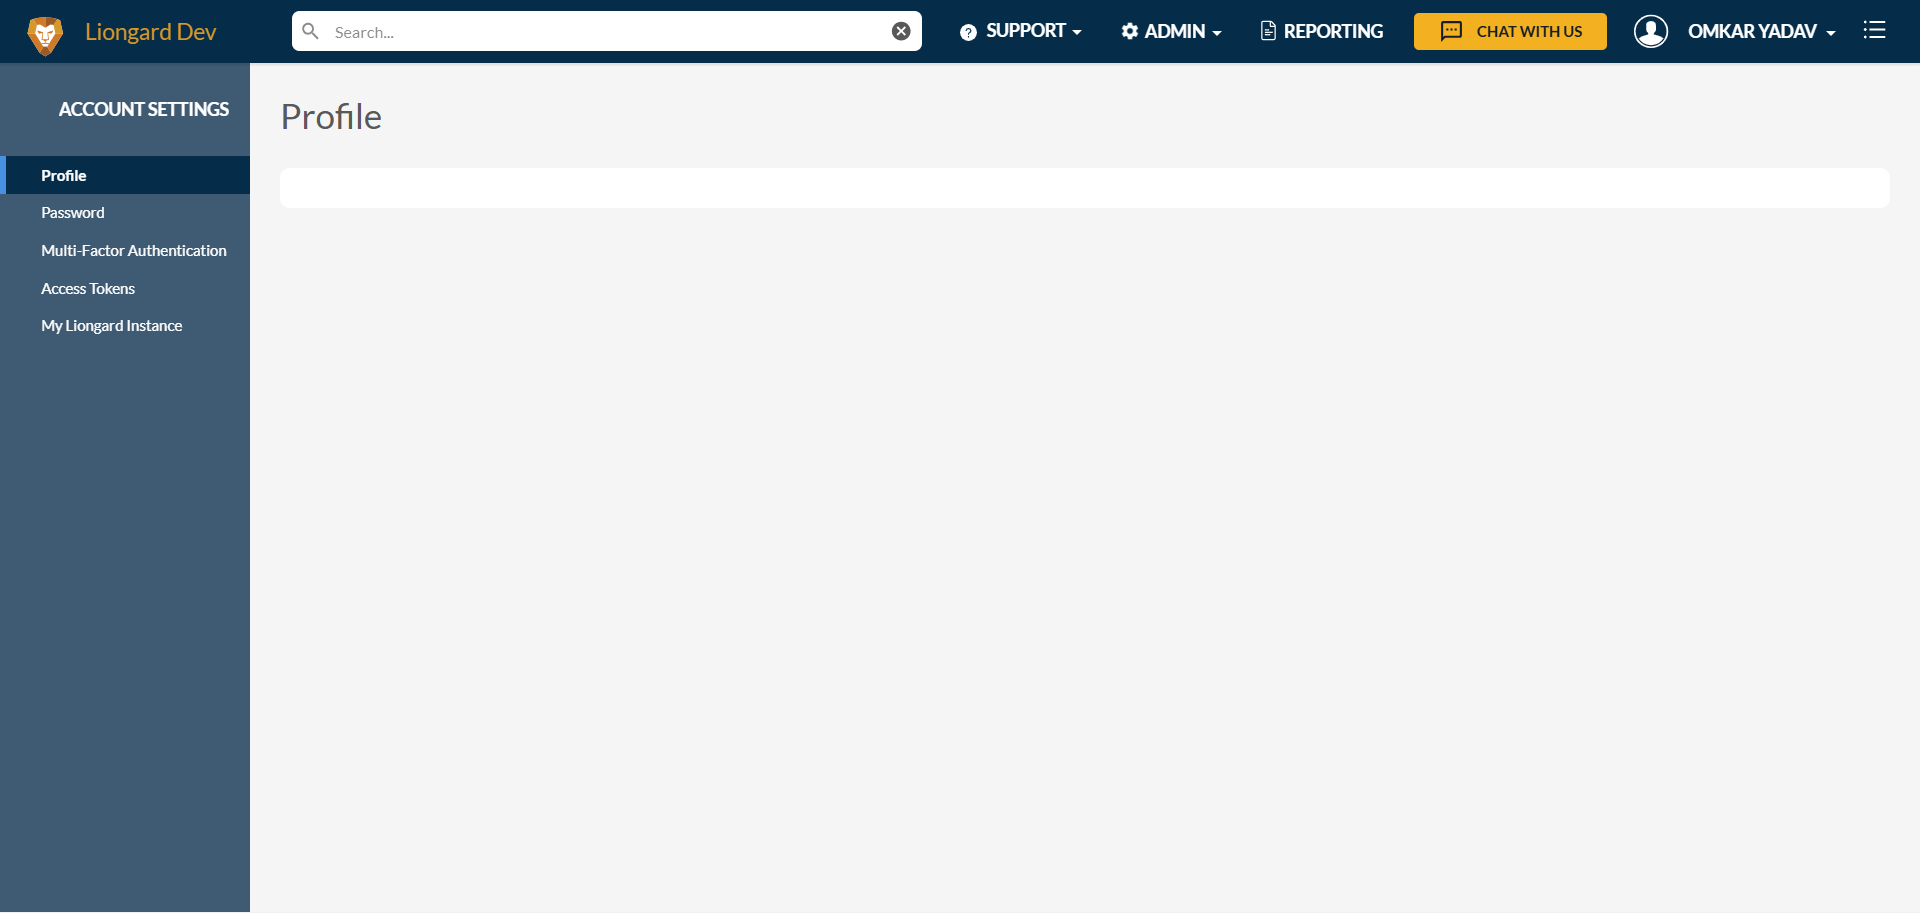 Liongard Dev
Search...
SUPPORT
ADMIN
REPORTING
CHAT WITH US
OMKAR YADAV
ACCOUNT SETTINGS
Profile
Password
Multi-Factor Authentication
Access Tokens
My Liongard Instance
Profile